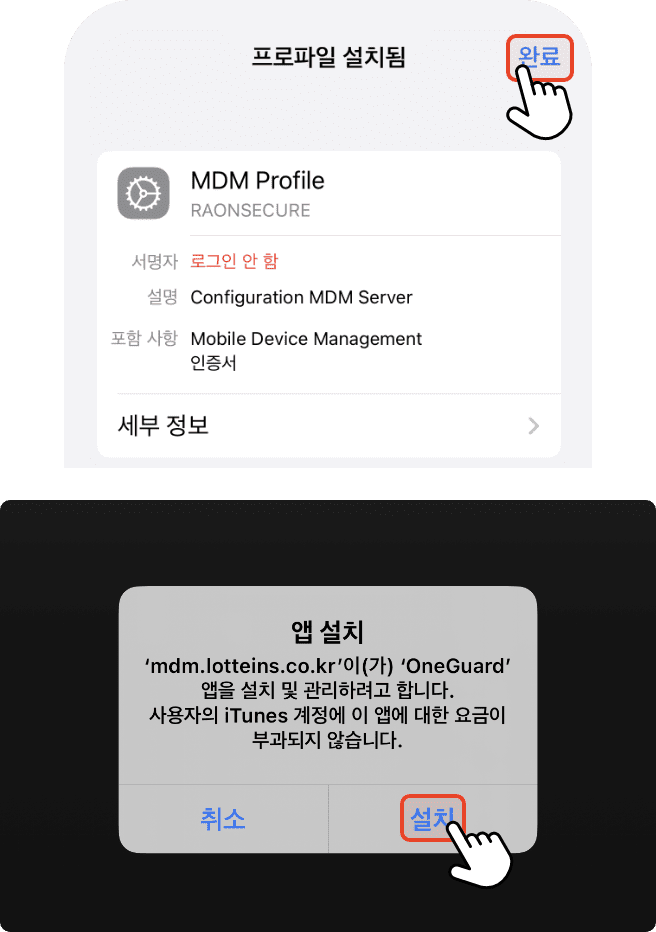 프로파일 설치됨
완료
MDM Profile
RAONSECURE
서명자 로그인 안 함
설명 Configuration MDM Server
포함 사항 Mobile Device Management
인증서
세부 정보
앱 설치
‘mdm.lotteins.co.kr’이(가) ‘OneGuard’
앱을 설치 및 관리하려고 합니다.
사용자의 iTunes 계정에 이 앱에 대한 요금이
부과되지 않습니다.
취소
설치